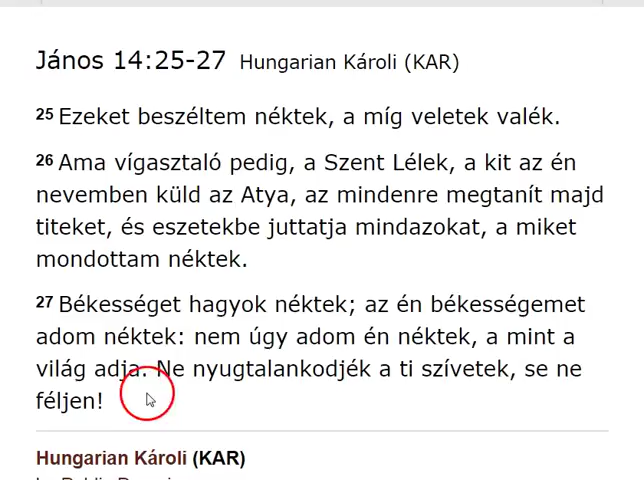 János 14:25-27 Hungarian Károli (KAR)
25 Ezeket beszéltem néktek, a míg veletek valék.
26 Ama vígasztaló pedig, a Szent Lélek, a kit az én
nevemben küld az Atya, az mindenre megtanít majd
titeket, és eszetekbe juttatja mindazokat, a miket
mondottam néktek.
27 Békességet hagyok néktek; az én békességemet
adom néktek: nem úgy adom én néktek, a mint a
világ adja. Ne nyugtalankodjék a ti szívetek, se ne
féljen!
Hungarian Károli (KAR)